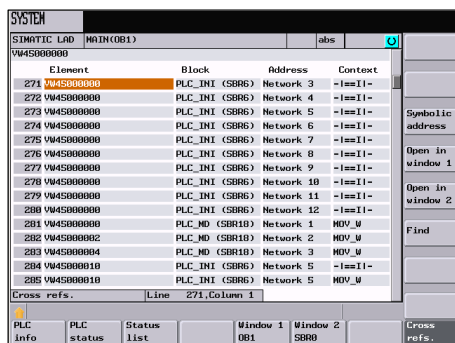 SYSTEM
SIMATIC LAD MAIN(OB1) abs
VW45000000
Element Block Address Context
271 VW45000000 PLC_INI (SBR6) Network 3 -|==I|-
272 VW45000000 PLC_INI (SBR6) Network 4 -|==I|-
273 VW45000000 PLC_INI (SBR6) Network 5 -|==I|-
274 VW45000000 PLC_INI (SBR6) Network 6 -|==I|-
275 VW45000000 PLC_INI (SBR6) Network 7 -|==I|-
276 VW45000000 PLC_INI (SBR6) Network 8 -|==I|-
277 VW45000000 PLC_INI (SBR6) Network 9 -|==I|-
278 VW45000000 PLC_INI (SBR6) Network 10 -|==I|-
279 VW45000000 PLC_INI (SBR6) Network 11 -|==I|-
280 VW45000000 PLC_INI (SBR6) Network 12 -|==I|-
281 VW45000000 PLC_MD (SBR18) Network 1 MOV_W
282 VW45000002 PLC_MD (SBR18) Network 2 MOV_W
283 VW45000004 PLC_MD (SBR18) Network 3 MOV_W
284 VW45000010 PLC_INI (SBR6) Network 5 -|==I|-
285 VW45000010 PLC_INI (SBR6) Network 5 MOV_W
Cross refs. Line 271,Column 1
Symbolic
address
Open in
window 1
Open in
window 2
Find
PLC
info
PLC
status
Status
list
Window 1
OB1
Window 2
SBR0
Cross
refs.